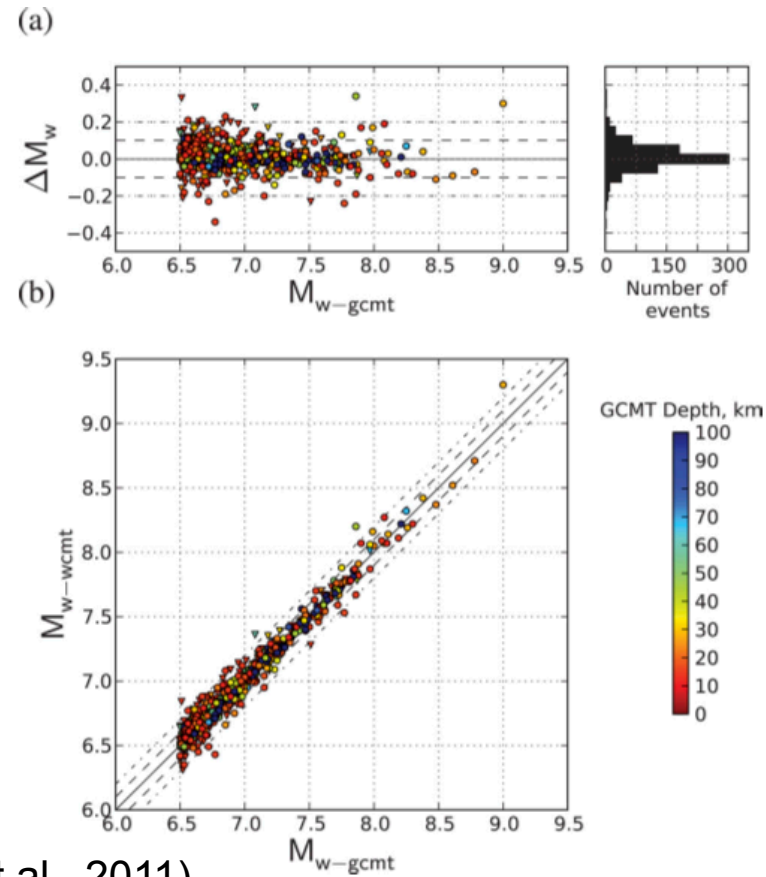 (a)
ΔMw
0.4
0.2
0.0
−0.2
−0.4
6.0 6.5 7.0 7.5 8.0 8.5 9.0 9.5
Mw−gcmt
0 150 300
Number of
events
(b)
Mw−wcmt
9.5
9.0
8.5
8.0
7.5
7.0
6.5
6.0
6.0 6.5 7.0 7.5 8.0 8.5 9.0 9.5
Mw−gcmt
GCMT Depth, km
100
90
80
70
60
50
40
30
20
10
0
t al., 2011)